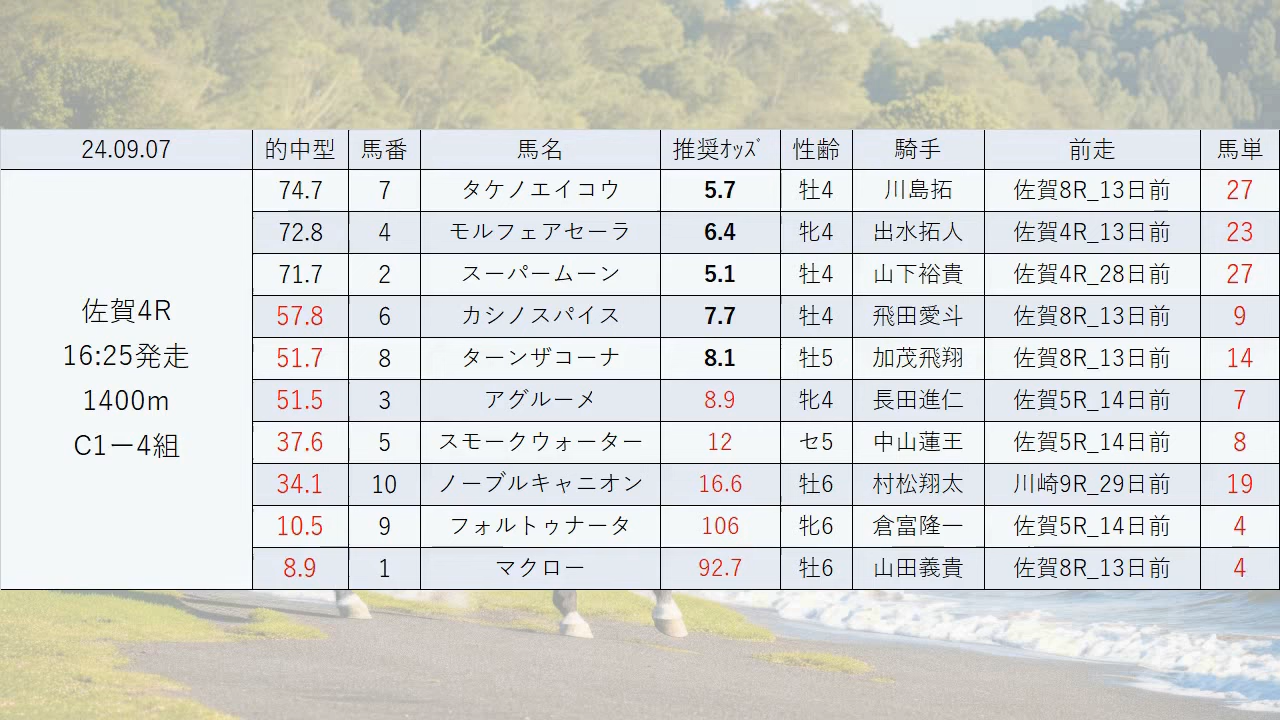 24.09.07 的中型 馬番 馬名 推奨ｵｯｽﾞ 性齢 騎手 前走 馬単
74.7 7 タケノエイコウ 5.7 牡4 川島拓 佐賀8R_13日前 27
72.8 4 モルフェアセーラ 6.4 牝4 出水拓人 佐賀4R_13日前 23
71.7 2 スーパームーン 5.1 牡4 山下裕貴 佐賀4R_28日前 27
57.8 6 カシノスパイス 7.7 牡4 飛田愛斗 佐賀8R_13日前 9
51.7 8 ターンザコーナ 8.1 牡5 加茂飛翔 佐賀8R_13日前 14
51.5 3 アグルーメ 8.9 牝4 長田進仁 佐賀5R_14日前 7
37.6 5 スモークウォーター 12 セ5 中山蓮王 佐賀5R_14日前 8
34.1 10 ノーブルキャニオン 16.6 牡6 村松翔太 川崎9R_29日前 19
10.5 9 フォルトゥナータ 106 牝6 倉富隆一 佐賀5R_14日前 4
8.9 1 マクロー 92.7 牡6 山田義貴 佐賀8R_13日前 4
佐賀4R
16:25発走
1400m
C1ー4組